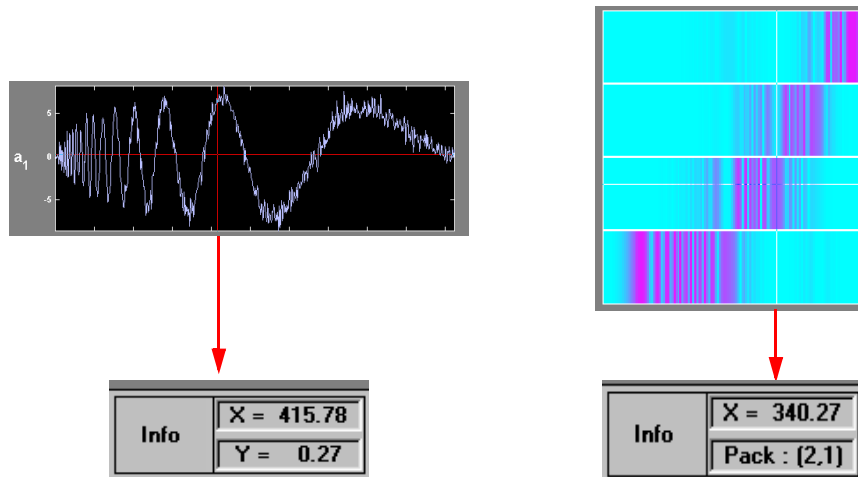 5
a1
0
-5
Info
X = 415.78
Y = 0.27
Info
X = 340.27
Pack : (2,1)